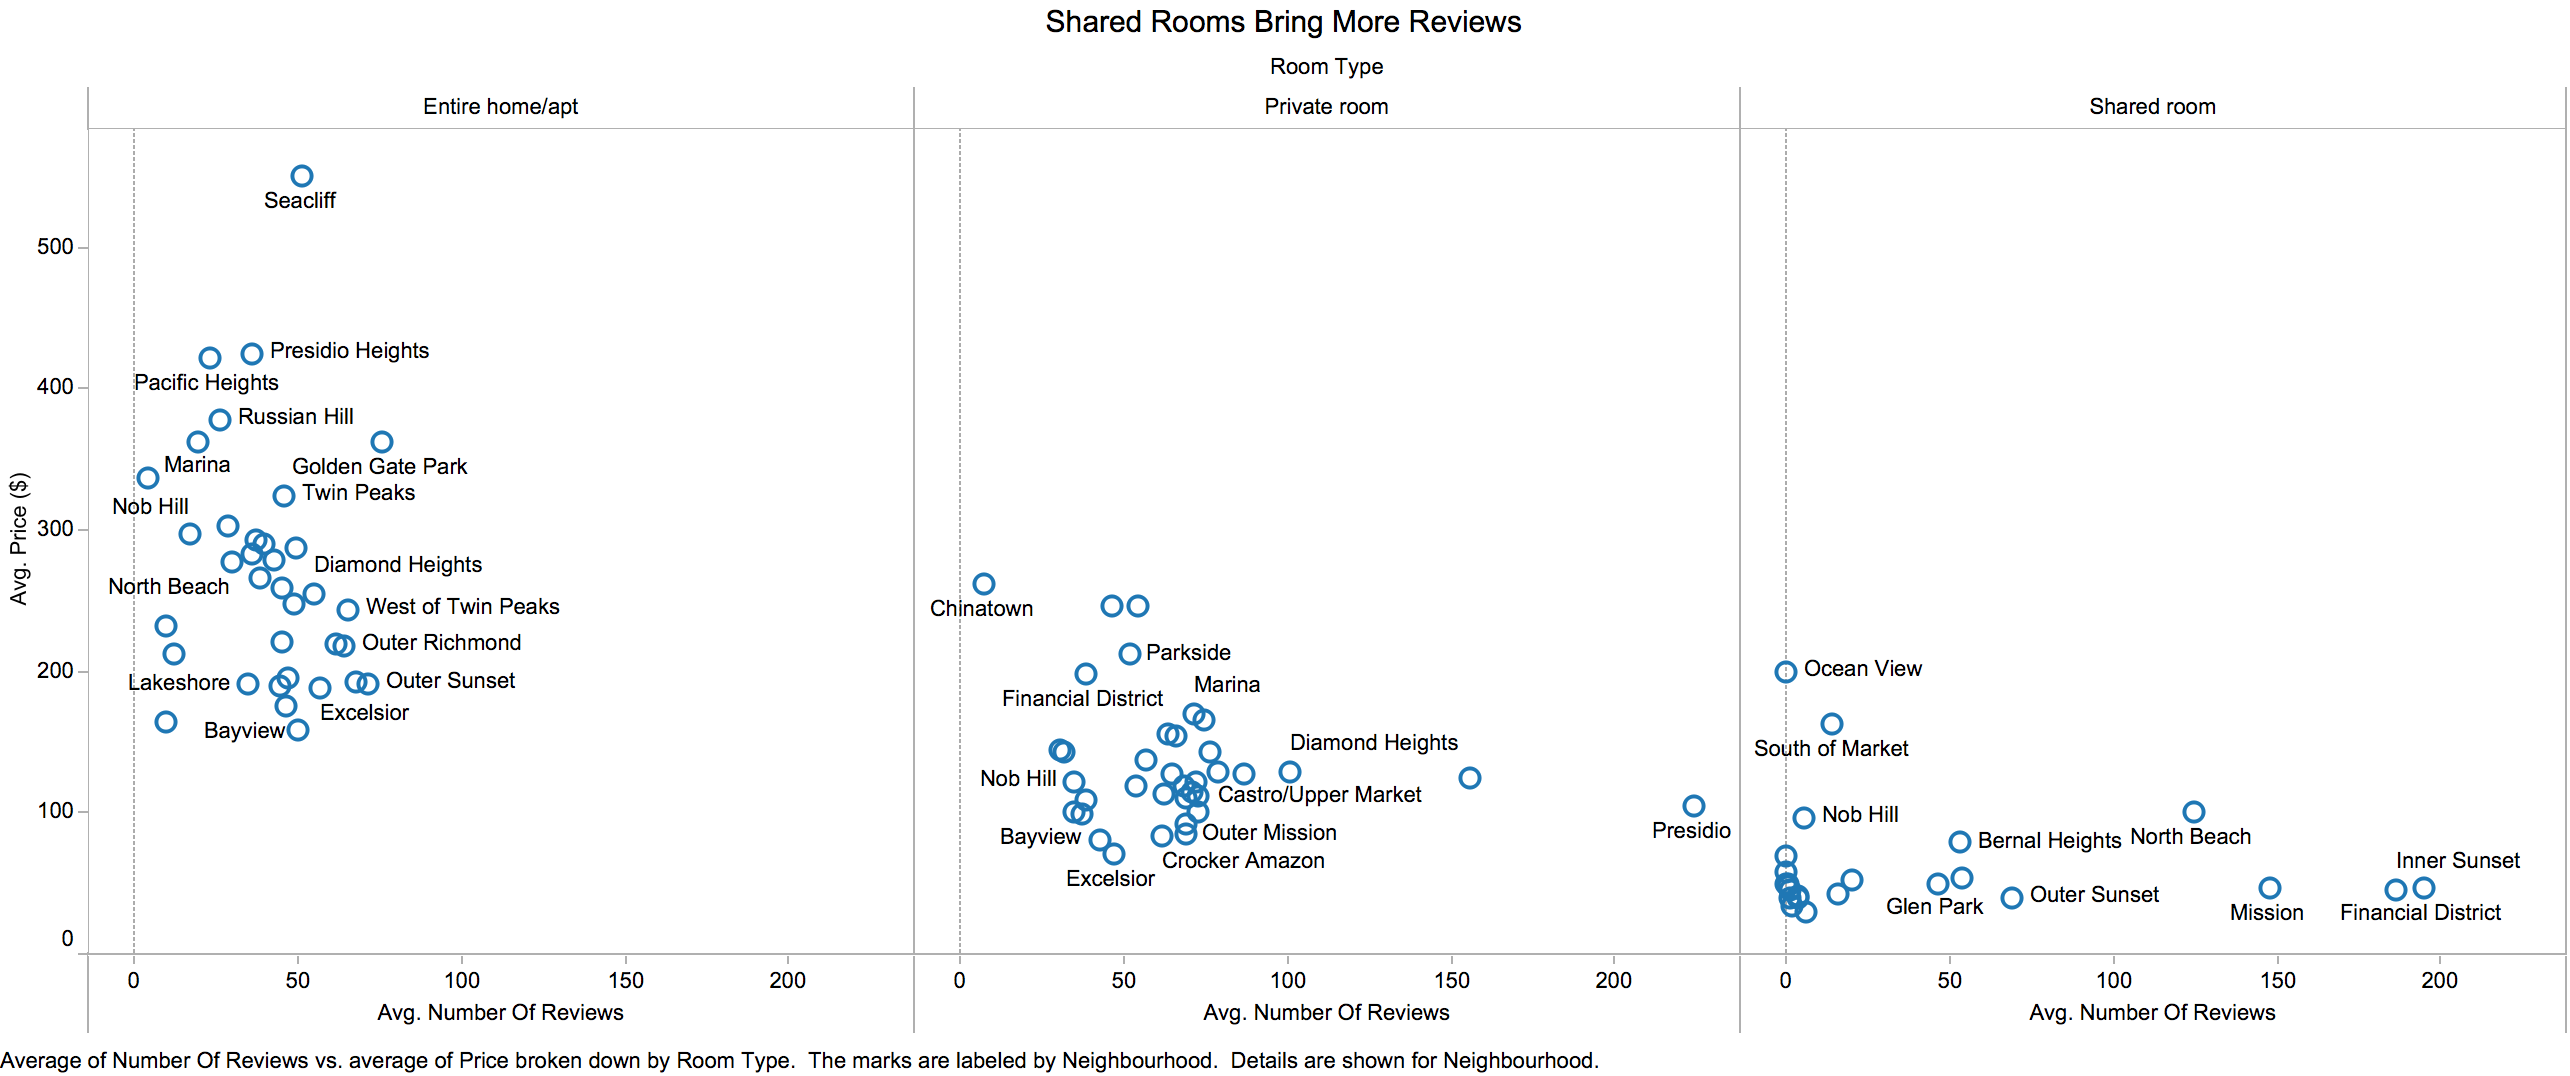 Shared Rooms Bring More Reviews
Room Type
Entire home/apt
Private room
Shared room
Avg. Price ($)
500
400
300
200
100
0
Seacliff
Presidio Heights
Pacific Heights
Russian Hill
Marina
Golden Gate Park
Twin Peaks
Nob Hill
Diamond Heights
North Beach
West of Twin Peaks
Outer Richmond
Lakeshore
Outer Sunset
Excelsior
Bayview
Chinatown
Parkside
Marina
Financial District
Diamond Heights
Nob Hill
Castro/Upper Market
Presidio
Outer Mission
Bayview
Crocker Amazon
Excelsior
Ocean View
South of Market
Nob Hill
Bernal Heights
North Beach
Inner Sunset
Glen Park
Outer Sunset
Mission
Financial District
0 50 100 150 200
0 50 100 150 200
0 50 100 150 200
Avg. Number Of Reviews
Avg. Number Of Reviews
Avg. Number Of Reviews
Average of Number Of Reviews vs. average of Price broken down by Room Type.  The marks are labeled by Neighbourhood.  Details are shown for Neighbourhood.